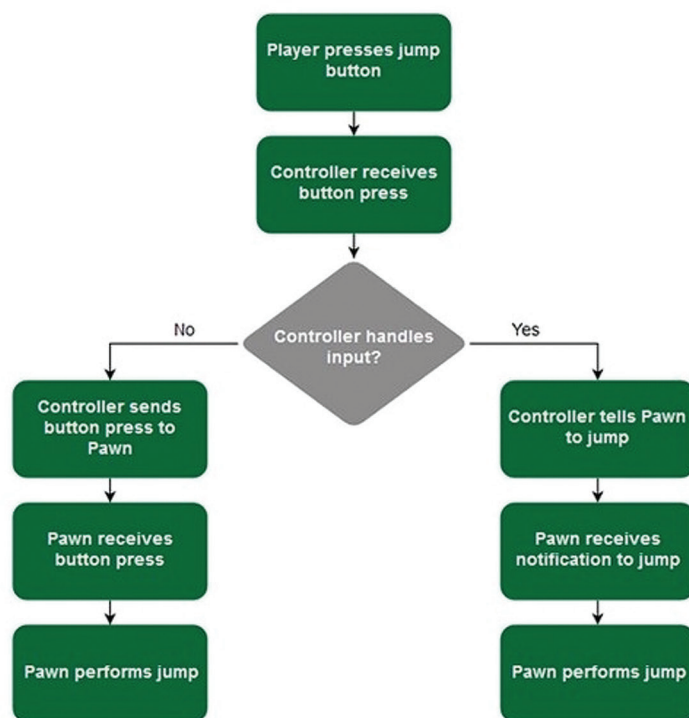 Player presses jump
button
Controller receives
button press
Controller handles
input?
No
Yes
Controller sends
button press to
Pawn
Controller tells Pawn
to jump
Pawn receives
button press
Pawn receives
notification to jump
Pawn performs jump
Pawn performs jump